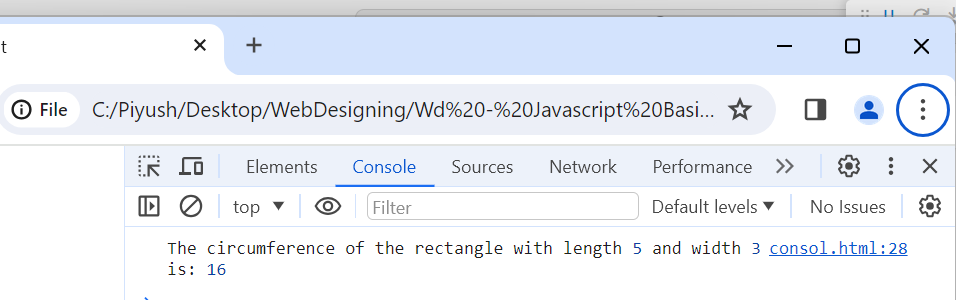 t
File C:/Piyush/Desktop/WebDesigning/Wd%20-%20Javascript%20Basi...
Elements Console Sources Network Performance
top Filter Default levels No Issues
The circumference of the rectangle with length 5 and width 3 consol.html:28
is: 16